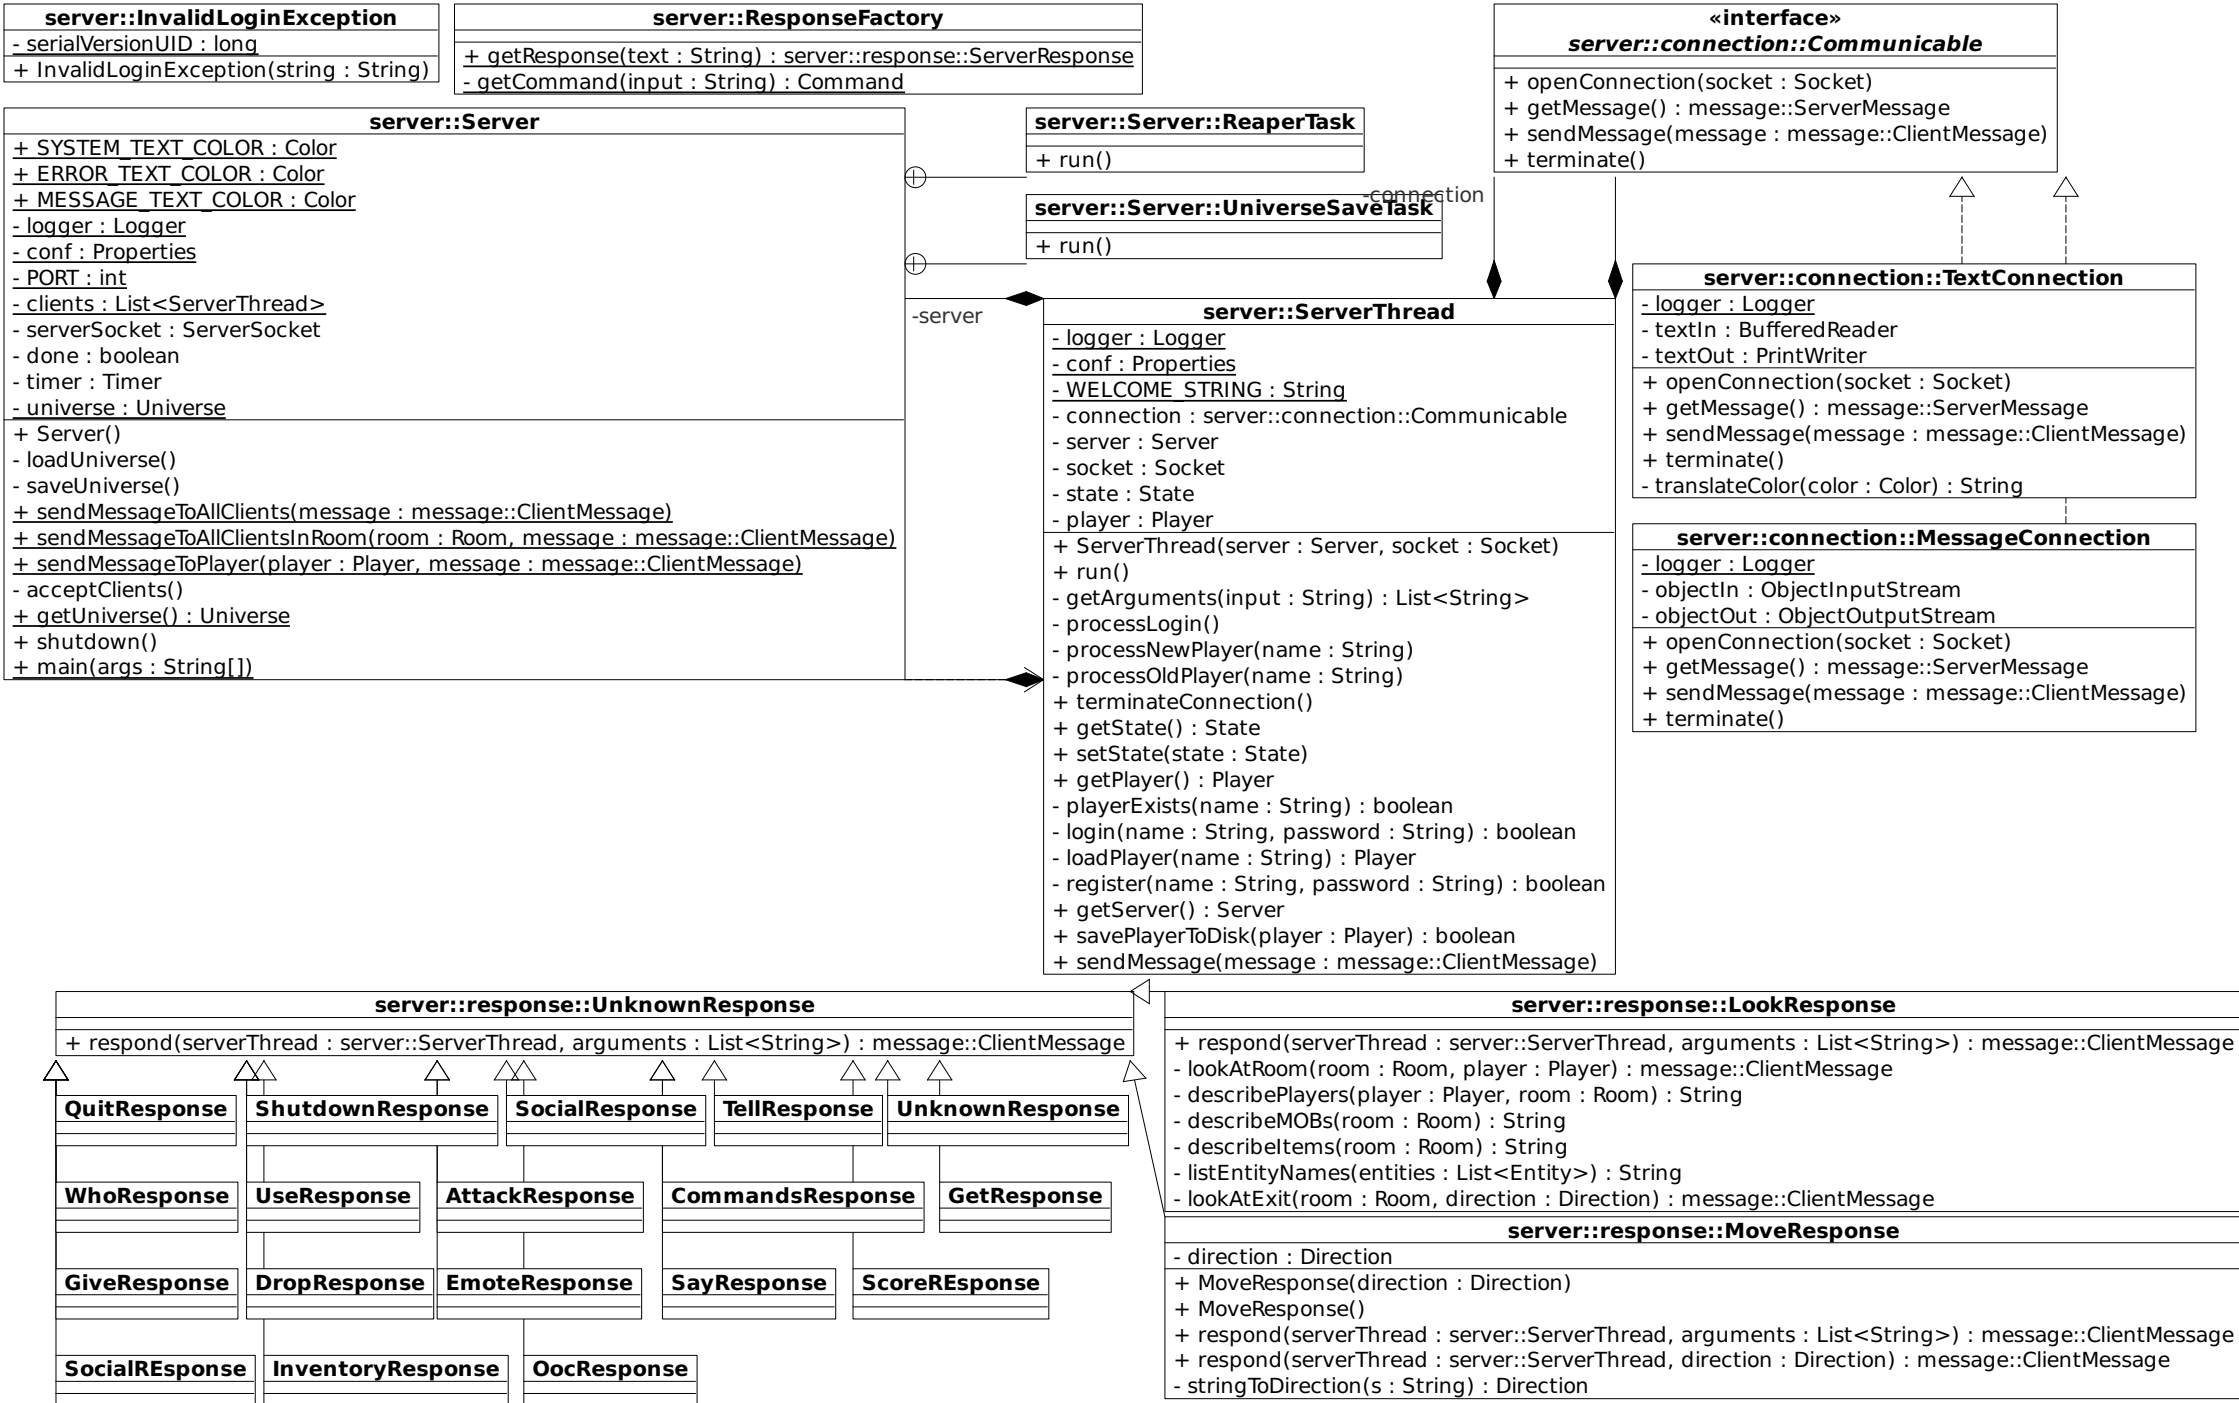 server::InvalidLoginException
- serialVersionUID : long
+ InvalidLoginException(string : String)
server::ResponseFactory
+ getResponse(text : String) : server::response::ServerResponse
- getCommand(input : String) : Command
«interface»
server::connection::Communicable
+ openConnection(socket : Socket)
+ getMessage() : message::ServerMessage
+ sendMessage(message : message::ClientMessage)
+ terminate()
server::Server
+ SYSTEM_TEXT_COLOR : Color
+ ERROR_TEXT_COLOR : Color
+ MESSAGE_TEXT_COLOR : Color
- logger : Logger
- conf : Properties
- PORT : int
- clients : List<ServerThread>
- serverSocket : ServerSocket
- done : boolean
- timer : Timer
- universe : Universe
+ Server()
- loadUniverse()
- saveUniverse()
+ sendMessageToAllClients(message : message::ClientMessage)
+ sendMessageToAllClientsInRoom(room : Room, message : message::ClientMessage)
+ sendMessageToPlayer(player : Player, message : message::ClientMessage)
- acceptClients()
+ getUniverse() : Universe
+ shutdown()
+ main(args : String[])
server::Server::ReaperTask
+ run()
-connection
server::Server::UniverseSaveTask
+ run()
-server
server::ServerThread
- logger : Logger
- conf : Properties
- WELCOME_STRING : String
- connection : server::connection::Communicable
- server : Server
- socket : Socket
- state : State
- player : Player
+ ServerThread(server : Server, socket : Socket)
+ run()
- getArguments(input : String) : List<String>
- processLogin()
- processNewPlayer(name : String)
- processOldPlayer(name : String)
+ terminateConnection()
+ getState() : State
+ setState(state : State)
+ getPlayer() : Player
- playerExists(name : String) : boolean
- login(name : String, password : String) : boolean
- loadPlayer(name : String) : Player
- register(name : String, password : String) : boolean
+ getServer() : Server
+ savePlayerToDisk(player : Player) : boolean
+ sendMessage(message : message::ClientMessage)
server::connection::TextConnection
- logger : Logger
- textIn : BufferedReader
- textOut : PrintWriter
+ openConnection(socket : Socket)
+ getMessage() : message::ServerMessage
+ sendMessage(message : message::ClientMessage)
+ terminate()
- translateColor(color : Color) : String
server::connection::MessageConnection
- logger : Logger
- objectIn : ObjectInputStream
- objectOut : ObjectOutputStream
+ openConnection(socket : Socket)
+ getMessage() : message::ServerMessage
+ sendMessage(message : message::ClientMessage)
+ terminate()
server::response::UnknownResponse
+ respond(serverThread : server::ServerThread, arguments : List<String>) : message::ClientMessage
QuitResponse
ShutdownResponse
SocialResponse
TellResponse
UnknownResponse
WhoResponse
UseResponse
AttackResponse
CommandsResponse
GetResponse
GiveResponse
DropResponse
EmoteResponse
SayResponse
ScoreREsponse
SocialREsponse
InventoryResponse
OocResponse
server::response::LookResponse
+ respond(serverThread : server::ServerThread, arguments : List<String>) : message::ClientMessage
- lookAtRoom(room : Room, player : Player) : message::ClientMessage
- describePlayers(player : Player, room : Room) : String
- describeMOBs(room : Room) : String
- describeItems(room : Room) : String
- listEntityNames(entities : List<Entity>) : String
- lookAtExit(room : Room, direction : Direction) : message::ClientMessage
server::response::MoveResponse
- direction : Direction
+ MoveResponse(direction : Direction)
+ MoveResponse()
+ respond(serverThread : server::ServerThread, arguments : List<String>) : message::ClientMessage
+ respond(serverThread : server::ServerThread, direction : Direction) : message::ClientMessage
- stringToDirection(s : String) : Direction